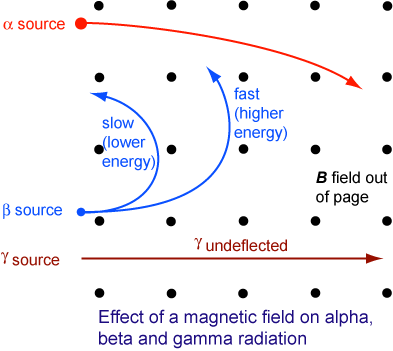 α source
slow
(lower
energy)
fast
(higher
energy)
B field out
of page
β source
γ undeflected
γ source
Effect of a magnetic field on alpha,
beta and gamma radiation